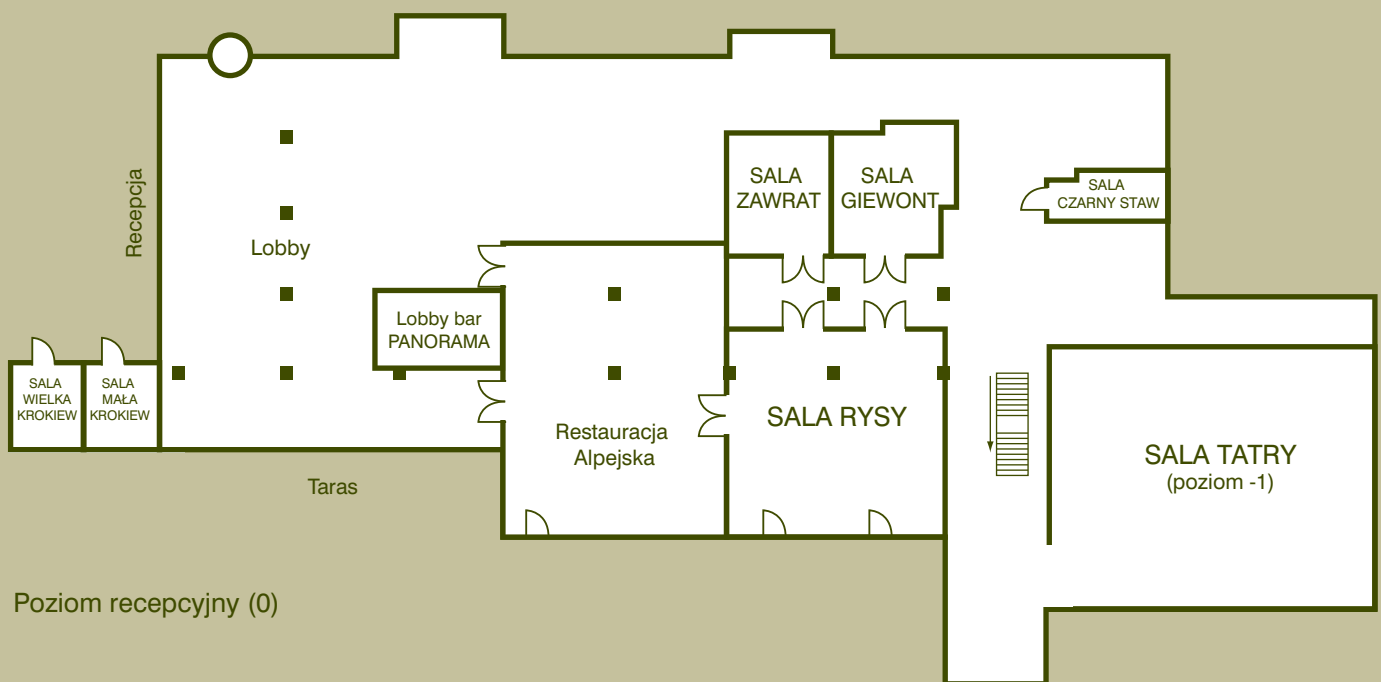 SALA
ZAWRAT
SALA
GIEWONT
SALA
CZARNY STAW
Recepcja
Lobby
Lobby bar
PANORAMA
SALA
WIELKA
KROKIEW
SALA
MAŁA
KROKIEW
Restauracja
Alpejska
SALA RYSY
SALA TATRY
(poziom -1)
Taras
Poziom recepcyjny (0)